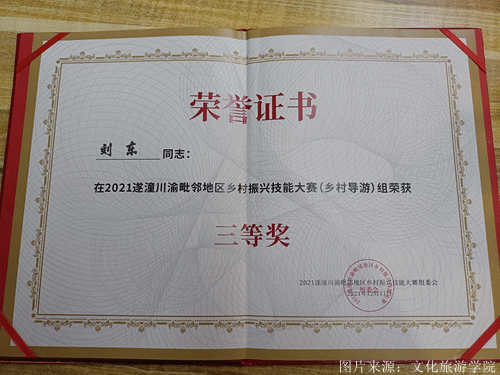 荣誉证书
刘东 同志：
在2021遂潼川渝毗邻地区乡村振兴技能大赛（乡村导游）组荣获
三等奖
2021遂潼川渝毗邻地区乡村振兴技能大赛组委会
组委会
图片来源：文化旅游学院